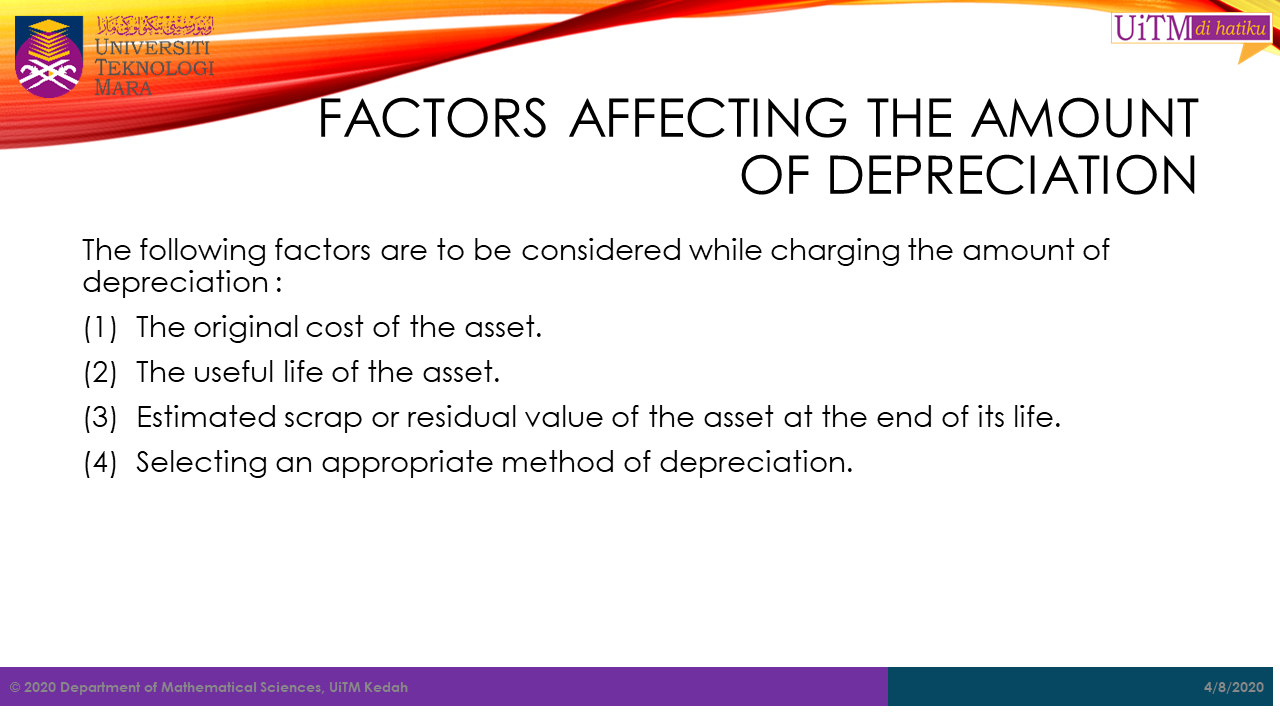 اونيۏرسيتي تيكنولوڬي مارا
UNIVERSITI
TEKNOLOGI
MARA
UiTM di hatiku
FACTORS AFFECTING THE AMOUNT
OF DEPRECIATION
The following factors are to be considered while charging the amount of
depreciation :
(1) The original cost of the asset.
(2) The useful life of the asset.
(3) Estimated scrap or residual value of the asset at the end of its life.
(4) Selecting an appropriate method of depreciation.
© 2020 Department of Mathematical Sciences, UiTM Kedah
4/8/2020